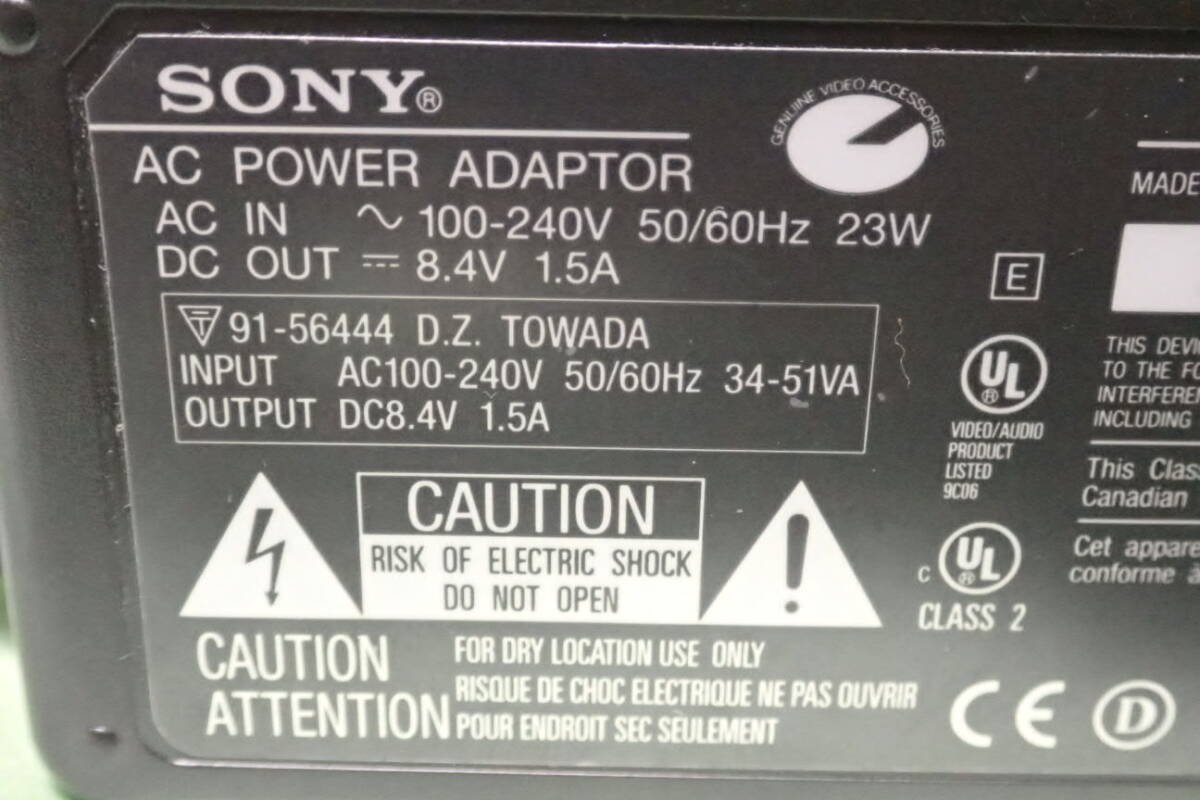 SONY®
GENUINE VIDEO ACCESSORIES
AC POWER ADAPTOR
AC IN ∼ 100-240V 50/60Hz 23W
DC OUT ⎓ 8.4V 1.5A
T 91-56444 D.Z. TOWADA
INPUT AC100-240V 50/60Hz 34-51VA
OUTPUT DC8.4V 1.5A
CAUTION
RISK OF ELECTRIC SHOCK
DO NOT OPEN
CAUTION FOR DRY LOCATION USE ONLY
ATTENTION RISQUE DE CHOC ELECTRIQUE NE PAS OUVRIR
POUR ENDROIT SEC SEULEMENT
E
UL ®
VIDEO/AUDIO
PRODUCT
LISTED
9C06
C UL ®
CLASS 2
CE D
MADE
THIS
TO THE
INCLUDING
This
Canadian
Cet
conforme à